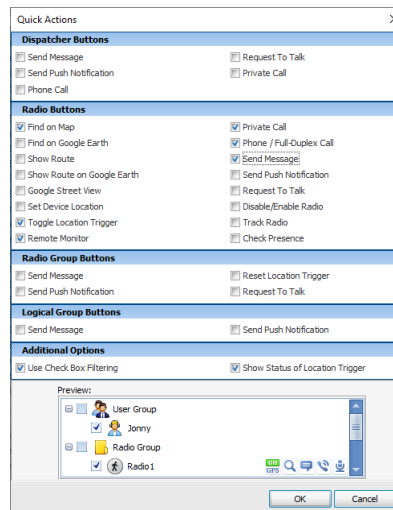 Quick Actions
Dispatcher Buttons
Send Message Request To Talk
Send Push Notification Private Call
Phone Call
Radio Buttons
Find on Map Private Call
Find on Google Earth Phone / Full-Duplex Call
Show Route Send Message
Show Route on Google Earth Send Push Notification
Google Street View Request To Talk
Set Device Location Disable/Enable Radio
Toggle Location Trigger Track Radio
Remote Monitor Check Presence
Radio Group Buttons
Send Message Reset Location Trigger
Send Push Notification Request To Talk
Logical Group Buttons
Send Message Send Push Notification
Additional Options
Use Check Box Filtering Show Status of Location Trigger
Preview:
User Group
Jonny
Radio Group
Radio1 on GPS
OK Cancel